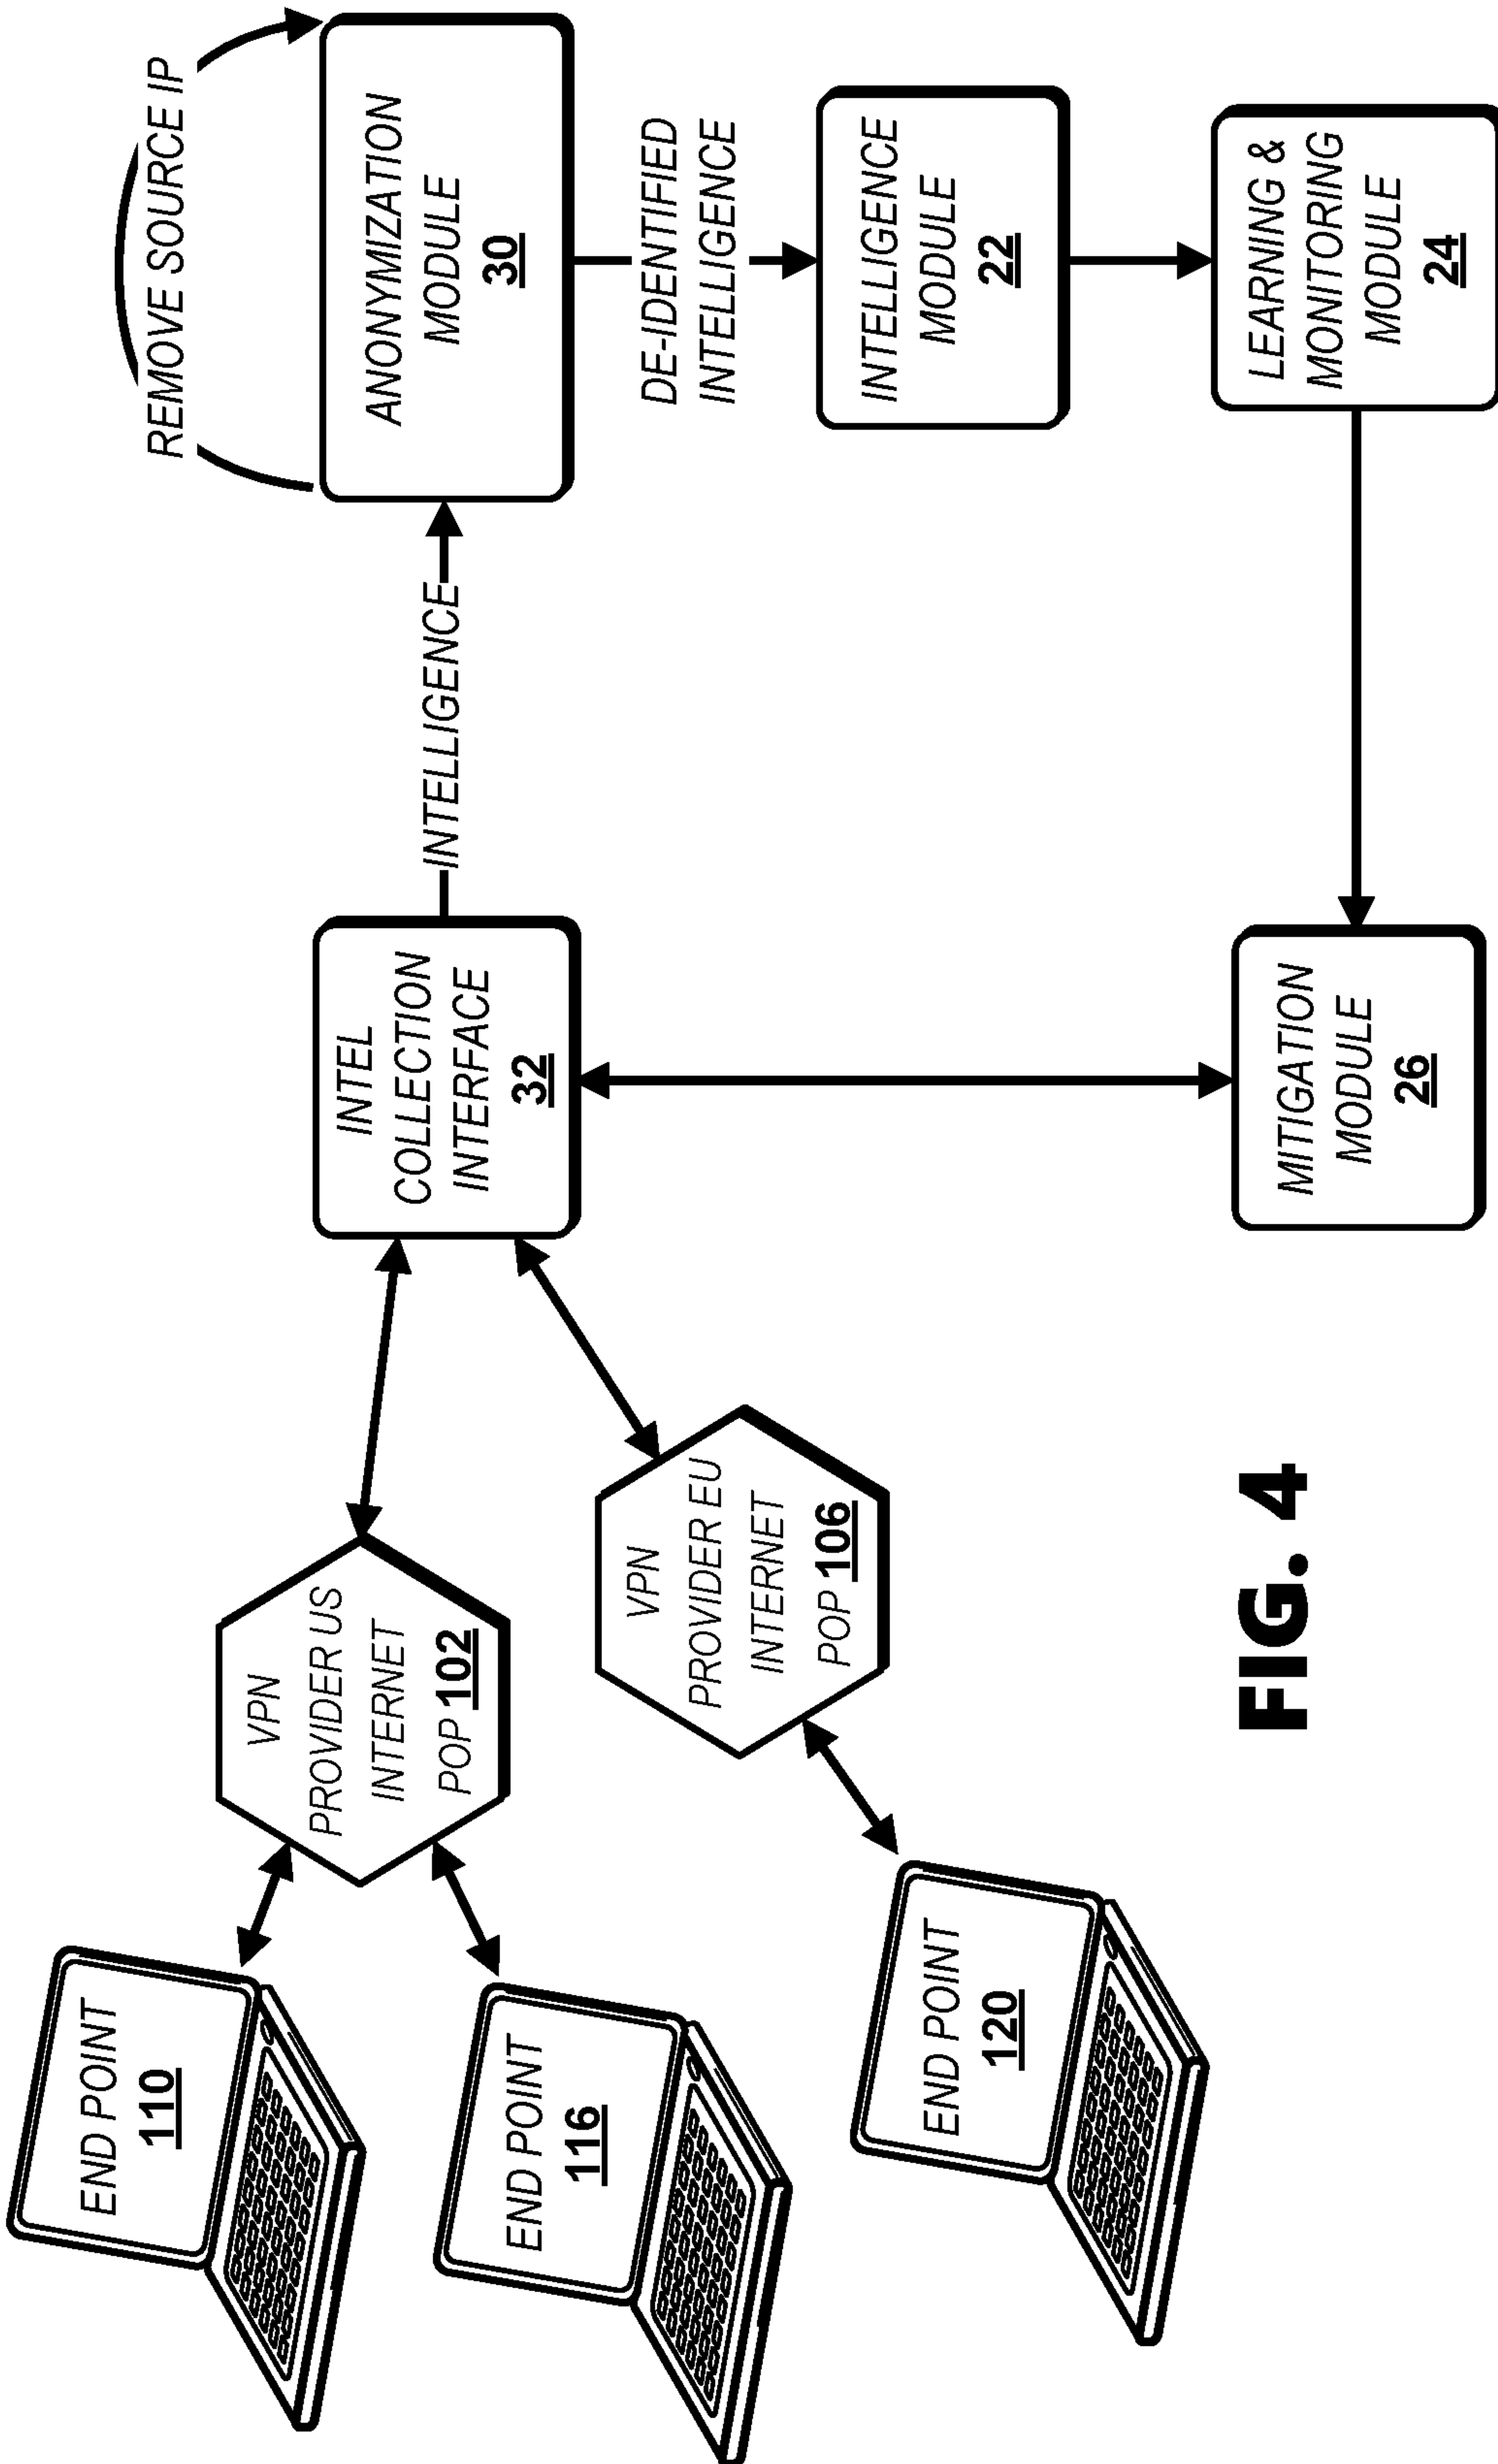 END POINT
110
END POINT
116
END POINT
120
VPN
PROVIDER US
INTERNET
POP 102
VPN
PROVIDER EU
INTERNET
POP 106
INTEL
COLLECTION
INTERFACE
32
INTELLIGENCE
REMOVE SOURCE IP
ANONYMIZATION
MODULE
30
DE-IDENTIFIED
INTELLIGENCE
INTELLIGENCE
MODULE
22
LEARNING &
MONITORING
MODULE
24
MITIGATION
MODULE
26
FIG. 4